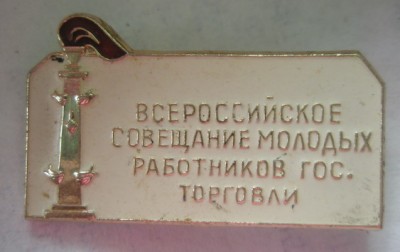 ВСЕРОССИЙСКОЕ
СОВЕЩАНИЕ МОЛОДЫХ
РАБОТНИКОВ ГОС.
ТОРГОВЛИ